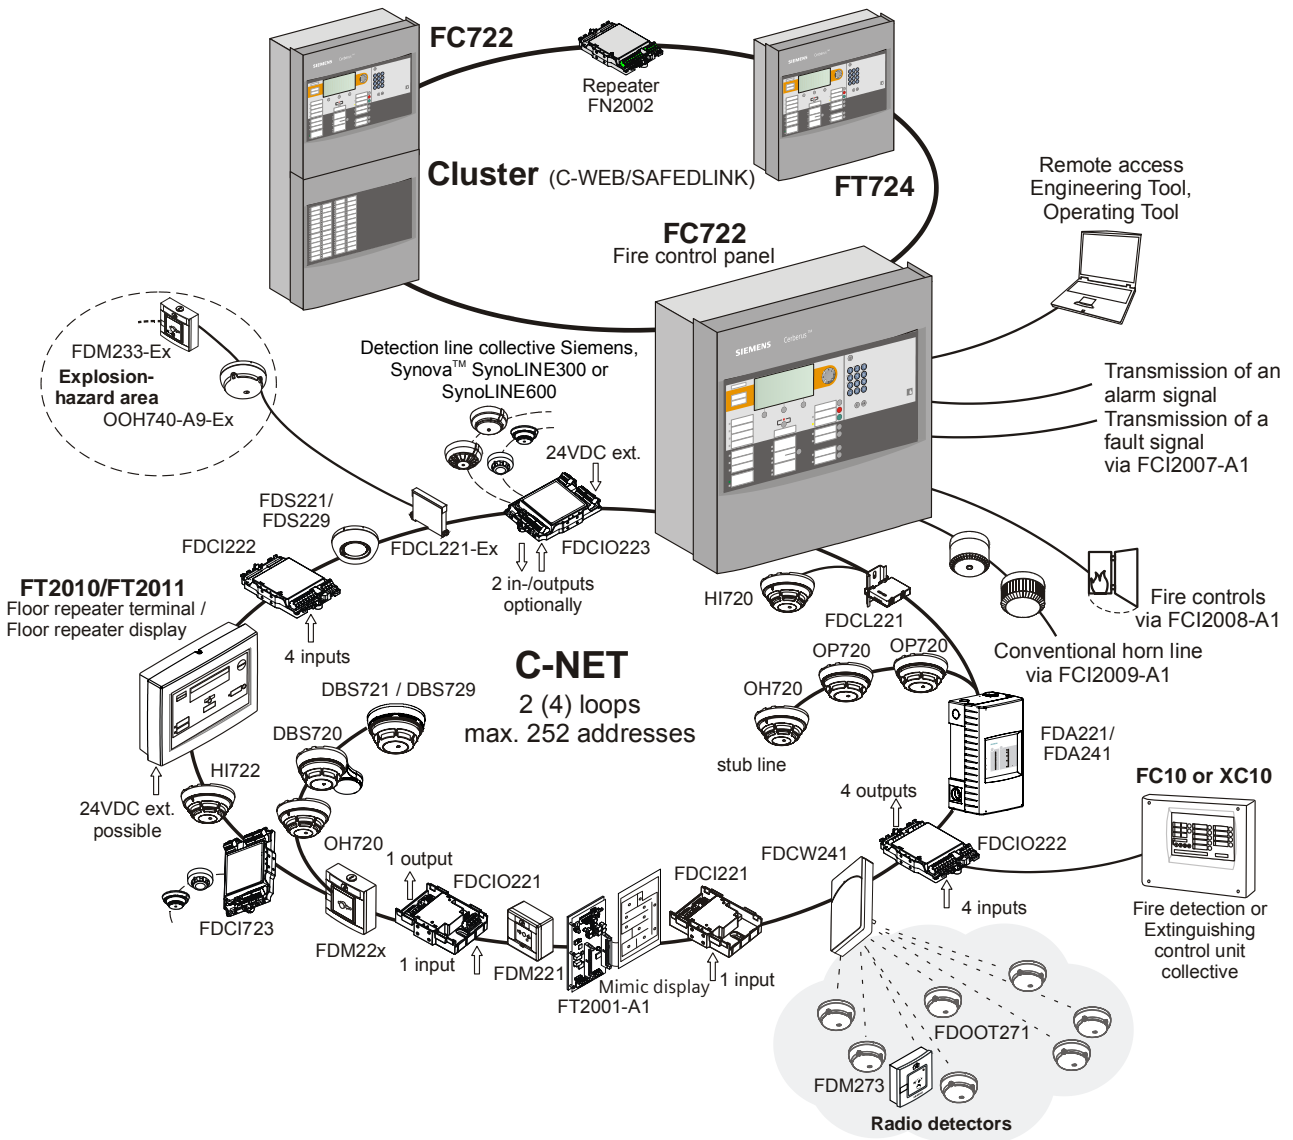 FC722
Repeater
FN2002
SIEMENS Cerberus™
SIEMENS
Cluster (C-WEB/SAFEDLINK)
FT724
Remote access
Engineering Tool,
Operating Tool
FC722
Fire control panel
SIEMENS Cerberus™
FDM233-Ex
Explosion-
hazard area
OOH740-A9-Ex
Detection line collective Siemens,
Synova™ SynoLINE300 or
SynoLINE600
24VDC ext.
Transmission of an
alarm signal
Transmission of a
fault signal
via FCI2007-A1
FDS221/
FDS229
FDCI222
FDCL221-Ex
FDCIO223
2 in-/outputs
optionally
FT2010/FT2011
Floor repeater terminal /
Floor repeater display
4 inputs
HI720
FDCL221
Fire controls
via FCI2008-A1
Conventional horn line
via FCI2009-A1
C-NET
2 (4) loops
max. 252 addresses
OP720
OP720
OH720
stub line
DBS721 / DBS729
DBS720
FDA221/
FDA241
HI722
24VDC ext.
possible
OH720
FC10 or XC10
4 outputs
FDCIO222
4 inputs
Fire detection or
Extinguishing
control unit
collective
1 output
FDCIO221
FDCI221
FDCW241
FDCI723
FDM22x
1 input
FDM221
Mimic display
1 input
FT2001-A1
FDOOT271
FDM273
Radio detectors